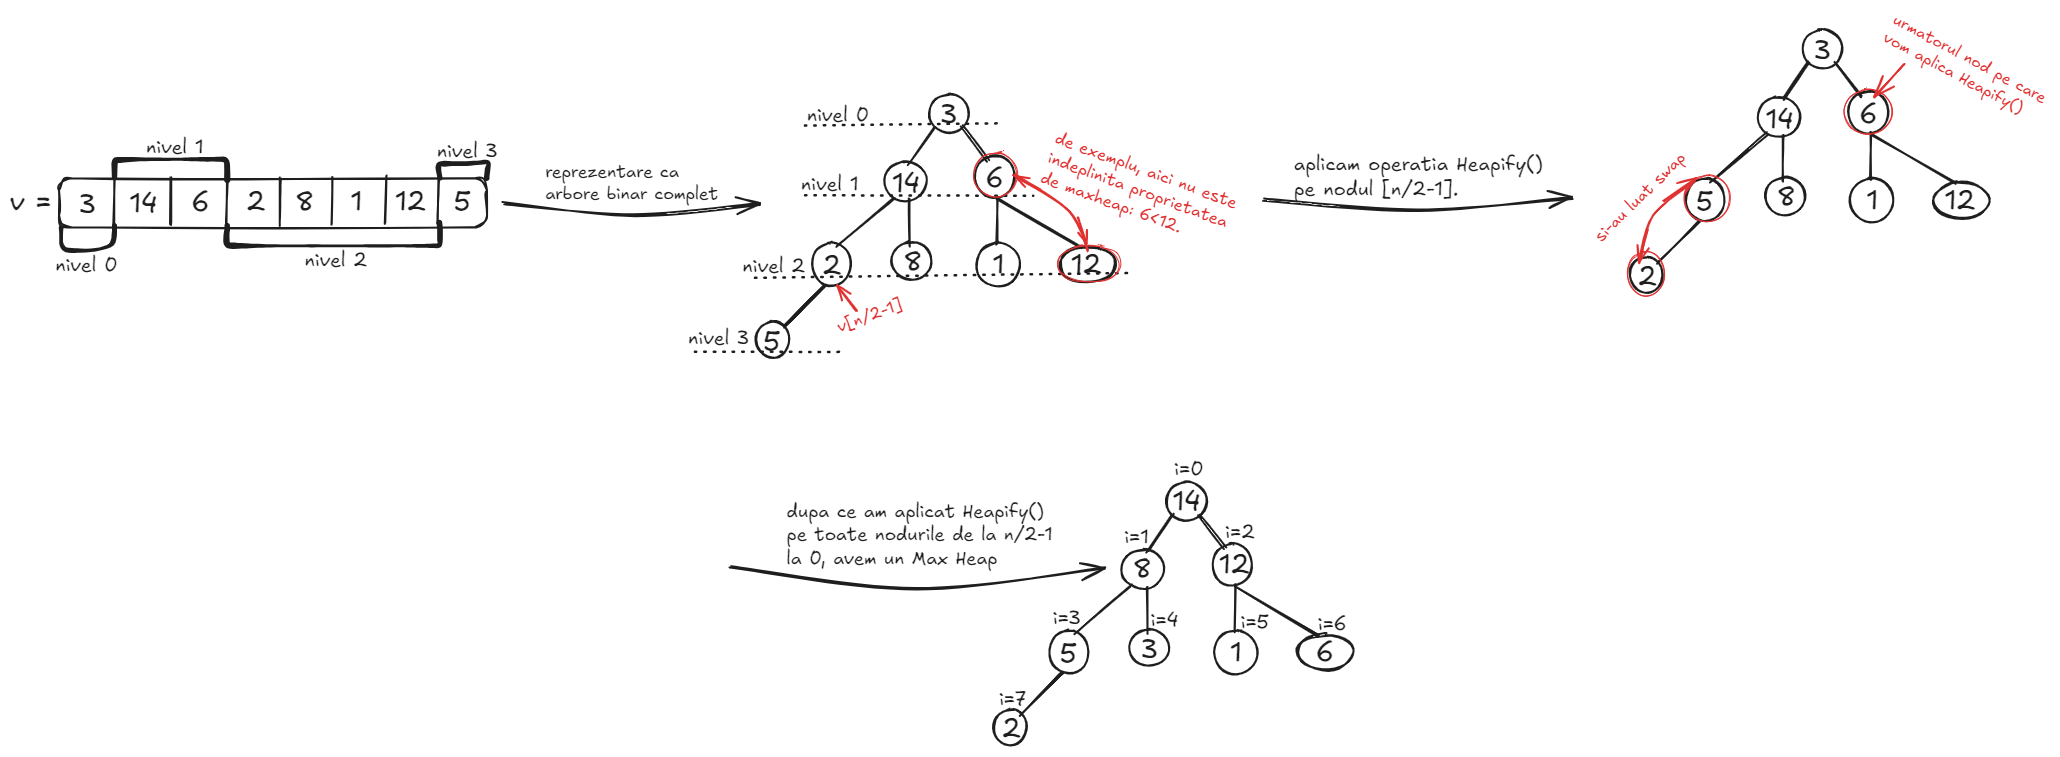 v =
nivel 1
nivel 3
3 14 6 2 8 1 12 5
nivel 0
nivel 2
reprezentare ca
arbore binar complet
nivel 0
3
nivel 1
14
6
de exemplu, aici nu este
indeplinita proprietatea
de maxheap: 6<12.
nivel 2
2
8
1
12
v[n/2-1]
nivel 3
5
aplicam operatia Heapify()
pe nodul [n/2-1].
urmatorul nod pe care
vom aplica Heapify()
3
14
6
si-au luat swap
5
8
1
12
2
dupa ce am aplicat Heapify()
pe toate nodurile de la n/2-1
la 0, avem un Max Heap
i=0
14
i=1
8
i=2
12
i=3
5
i=4
3
i=5
1
i=6
6
i=7
2